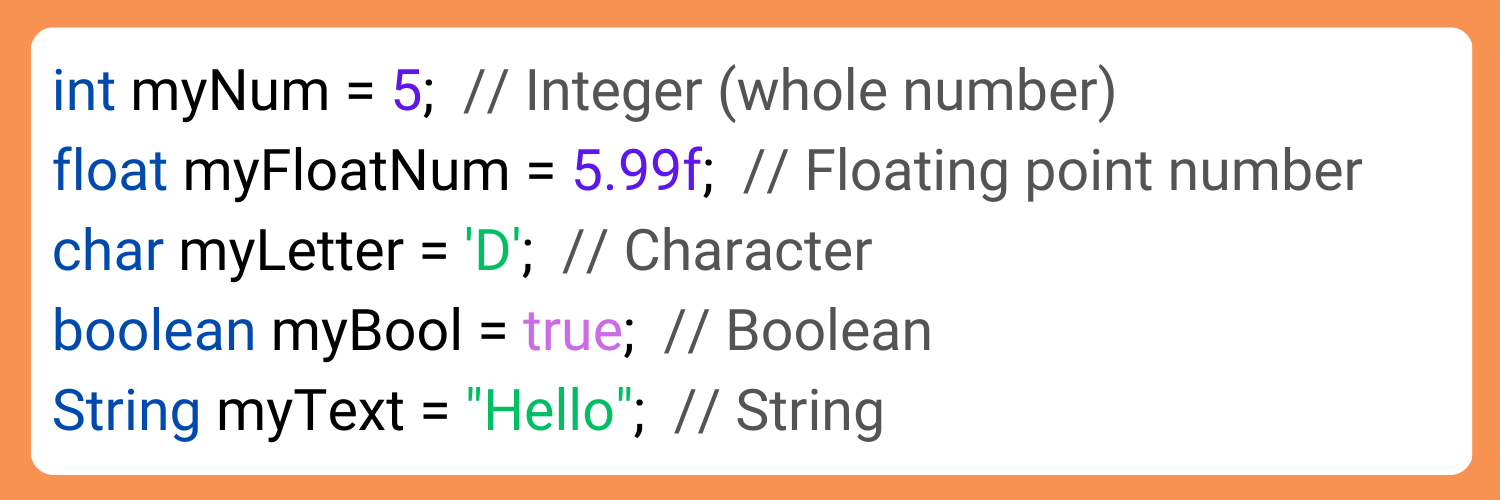 int myNum = 5;  // Integer (whole number)
float myFloatNum = 5.99f;  // Floating point number
char myLetter = 'D';  // Character
boolean myBool = true;  // Boolean
String myText = "Hello";  // String